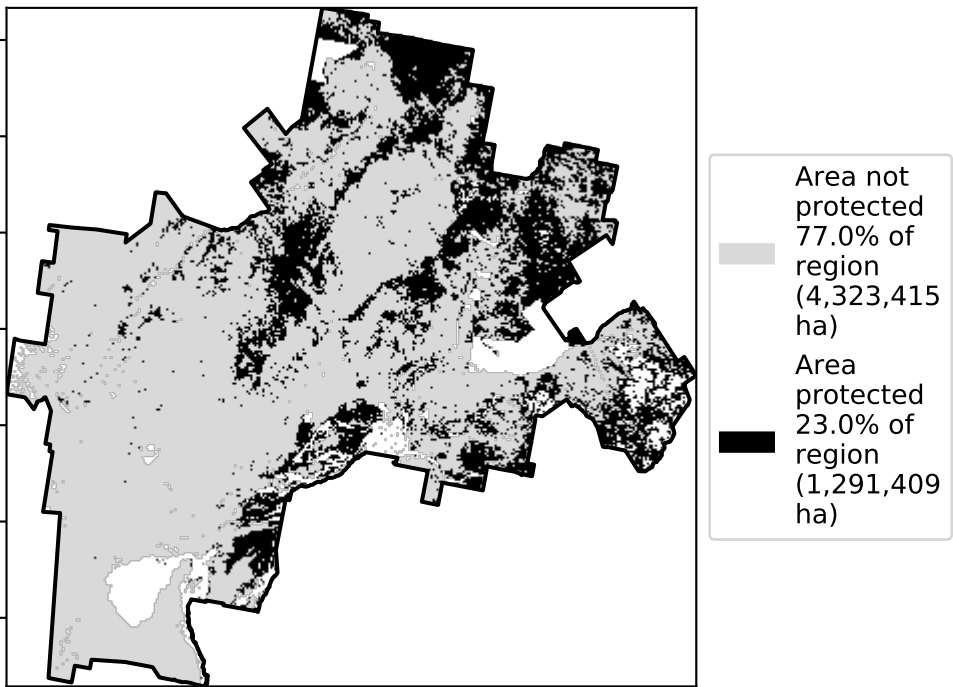 Area not
protected
77.0% of
region
(4,323,415
ha)
Area
protected
23.0% of
region
(1,291,409
ha)